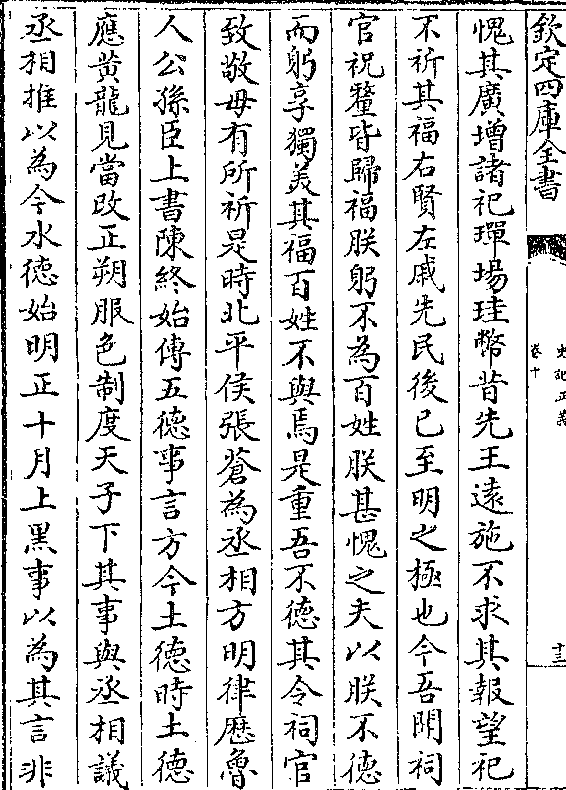 欽定四庫全書
史記正義
卷十
十三
愧其廣增諸祀墠場珪幣昔先王遠施不求其報望祀
不祈其福右賢左戚先民後已至明之極也今吾聞祠
官祝釐皆歸福朕躬不為百姓朕甚愧之夫以朕不德
而躬享獨美其福百姓不與焉是重吾不德其令祠官
致敬毋有所祈是時北平侯張蒼為丞相方明律歴魯
人公孫臣上書陳終始傳五德事言方今土德時土德
應黄龍見當改正朔服色制度天子下其事與丞相議
丞相推以為今水德始明正十月上黑事以為其言非